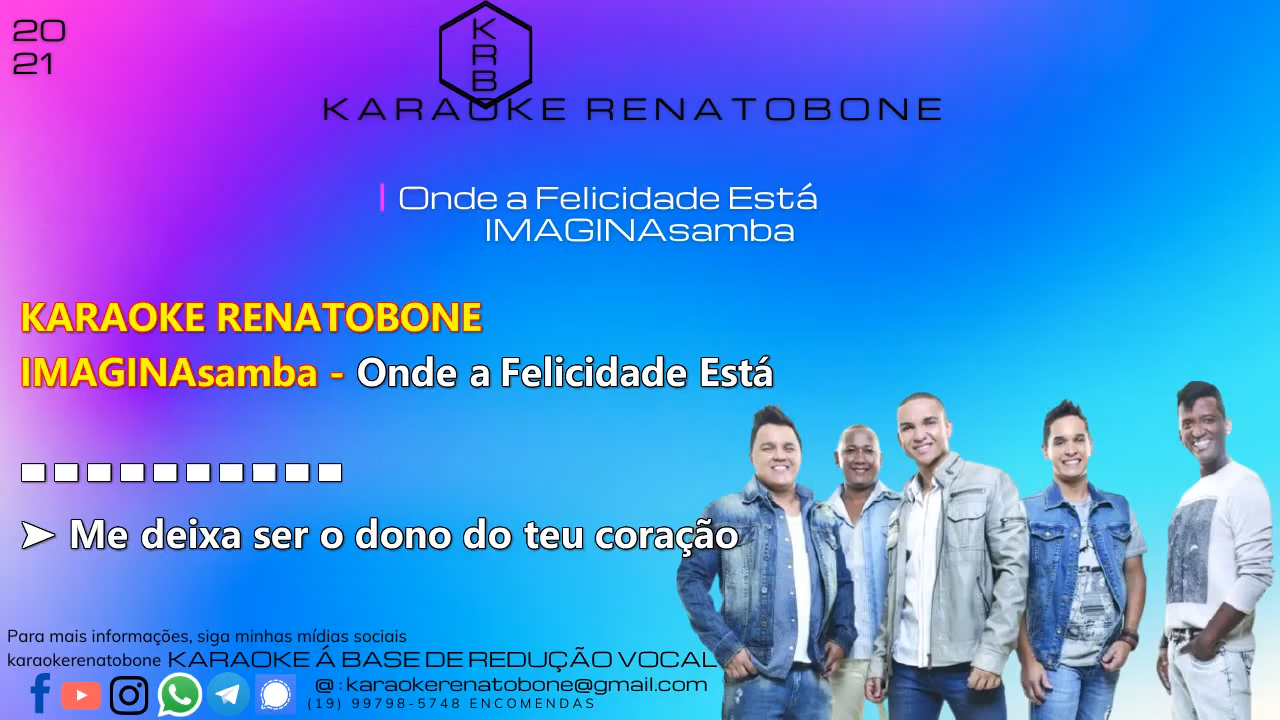 20
21
K
R
B
KARAOKE RENATOBONE
Onde a Felicidade Está
IMAGINAsamba
KARAOKE RENATOBONE
IMAGINAsamba - Onde a Felicidade Está
➤ Me deixa ser o dono do teu coração
Para mais informações, siga minhas mídias sociais
karaokerenatobone KARAOKE Á BASE DE REDUÇÃO VOCAL
@:karaokerenatobone@gmail.com
(19) 99798-5748 ENCOMENDAS